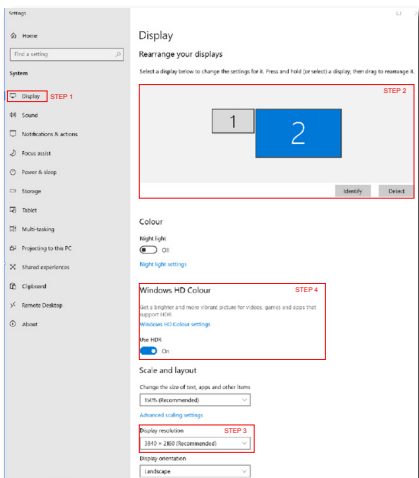 Settings
Home
Find a setting
System
Display
STEP 1
Sound
Notifications & actions
Focus assist
Power & sleep
Storage
Tablet
Multi-tasking
Projecting to this PC
Shared experiences
Clipboard
Remote Desktop
About
Display
Rearrange your displays
Select a display below to change the settings for it. Press and hold (or select) a display, then drag to rearrange it.
STEP 2
1
2
Identify
Detect
Colour
Night light
Off
Night light settings
Windows HD Colour
STEP 4
Get a brighter and more vibrant picture for videos, games and apps that
support HDR.
Windows HD Colour settings
Use HDR
On
Scale and layout
Change the size of text, apps and other items
150% (Recommended)
Advanced scaling settings
Display resolution
STEP 3
3840 × 2160 (Recommended)
Display orientation
Landscape